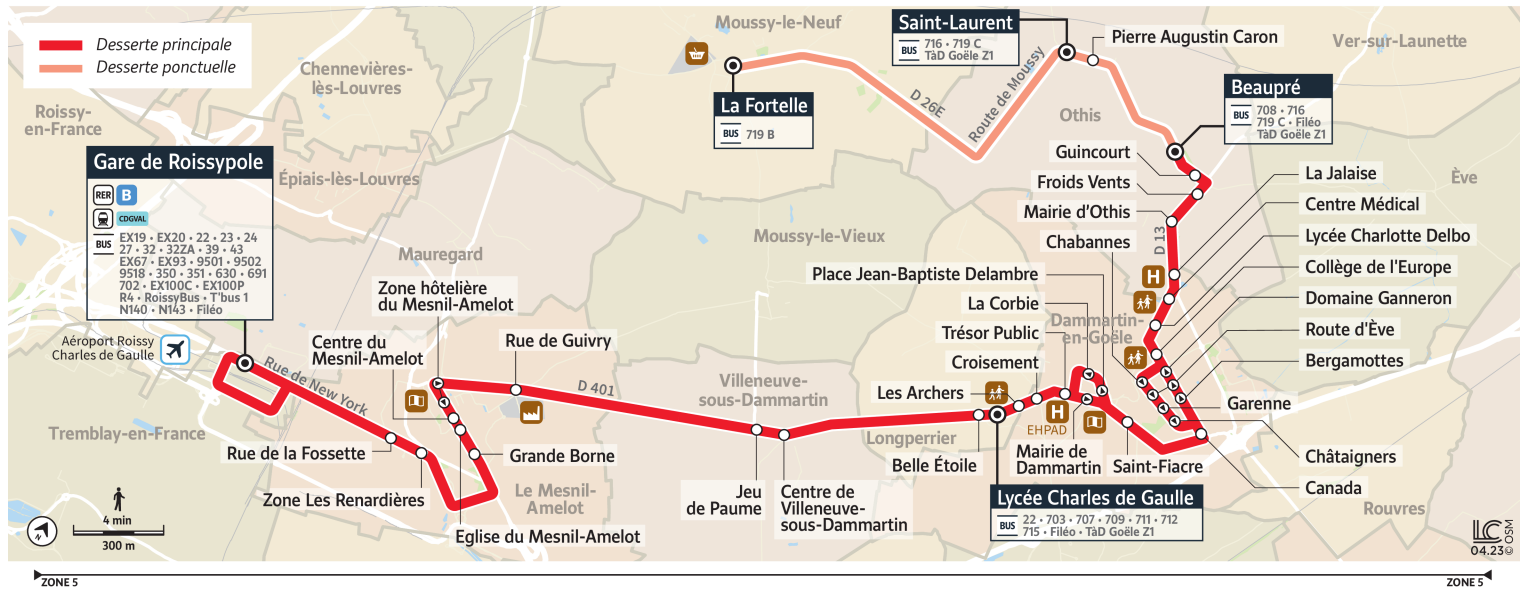 Desserte principale
Desserte ponctuelle
Moussy-le-Neuf
Saint-Laurent
BUS
716 • 719 C
TàD Goële Z1
Pierre Augustin Caron
Ver-sur-Launette
Chennevières-
lès-Louvres
Roissy-
en-France
La Fortelle
BUS
719 B
D 26E
Route de Moussy
Othis
Beaupré
BUS
708 • 716
719 C • Filéo
TàD Goële Z1
Gare de Roissypole
RER
B
CDGVAL
BUS
EX19 • EX20 • 22 • 23 • 24
27 • 32 • 32ZA • 39 • 43
EX67 • EX93 • 9501 • 9502
9518 • 350 • 351 • 630 • 691
702 • EX100C • EX100P
R4 • RoissyBus • T'bus 1
N140 • N143 • Filéo
Épiais-lès-Louvres
Guincourt
Froids Vents
Mairie d'Othis
Chabannes
D 13
La Jalaise
Ève
Centre Médical
Lycée Charlotte Delbo
Collège de l'Europe
Domaine Ganneron
Route d'Ève
Bergamottes
Mauregard
Moussy-le-Vieux
Place Jean-Baptiste Delambre
La Corbie
Trésor Public
Croisement
Les Archers
H
Dammartin-
en-Goële
Zone hôtelière
du Mesnil-Amelot
Aéroport Roissy
Charles de Gaulle
Centre du
Mesnil-Amelot
Rue de Guivry
Rue de New York
D 401
Villeneuve-
sous-Dammartin
Garenne
Tremblay-en-France
Rue de la Fossette
Zone Les Renardières
Grande Borne
Le Mesnil-
Amelot
Eglise du Mesnil-Amelot
Longperrier
H
EHPAD
Belle Étoile
Mairie de
Dammartin
Saint-Fiacre
Châtaigners
Canada
Rouvres
Jeu
de Paume
Centre de
Villeneuve-
sous-Dammartin
Lycée Charles de Gaulle
BUS
22 • 703 • 707 • 709 • 711 • 712
715 • Filéo • TàD Goële Z1
N
4 min
300 m
LC
04.23
© OSM
ZONE 5
ZONE 5